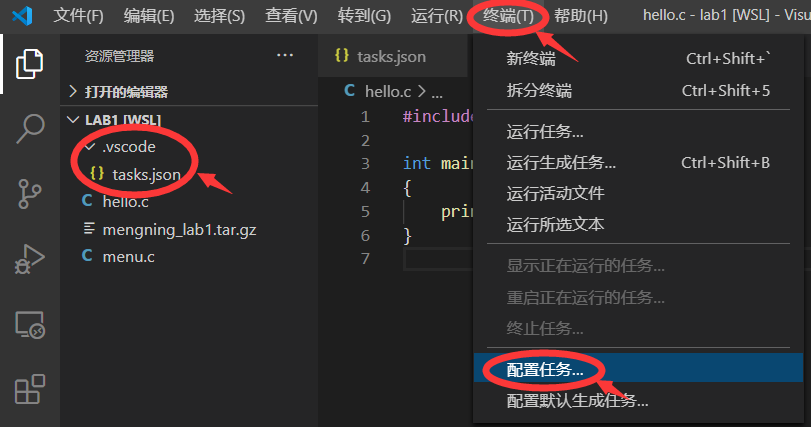 文件(F) 编辑(E) 选择(S) 查看(V) 转到(G) 运行(R) 终端(T) 帮助(H) hello.c - lab1 [WSL] - Visu
资源管理器 ···
打开的编辑器
LAB1 [WSL]
.vscode
{} tasks.json
C hello.c
mengning_lab1.tar.gz
C menu.c
{} tasks.json
C hello.c > ...
1 #include
2
3 int mai
4 {
5 prin
6 }
7
新终端 Ctrl+Shift+`
拆分终端 Ctrl+Shift+5
运行任务...
运行生成任务... Ctrl+Shift+B
运行活动文件
运行所选文本
显示正在运行的任务...
重启正在运行的任务...
终止任务...
配置任务...
配置默认生成任务...